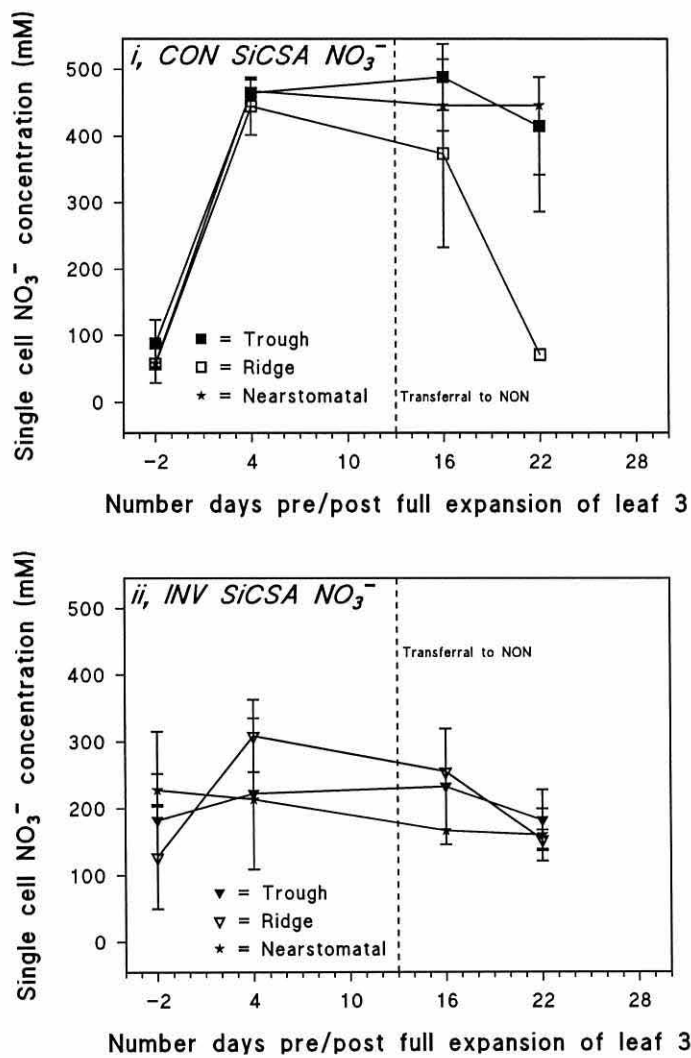 i, CON SiCSA NO₃⁻
Single cell NO₃⁻ concentration (mM)
500
400
300
200
100
0
■ = Trough
□ = Ridge
★ = Nearstomatal
Transferral to NON
−2 4 10 16 22 28
Number days pre/post full expansion of leaf 3
ii, INV SiCSA NO₃⁻
Single cell NO₃⁻ concentration (mM)
500
400
300
200
100
0
Transferral to NON
▼ = Trough
▽ = Ridge
★ = Nearstomatal
−2 4 10 16 22 28
Number days pre/post full expansion of leaf 3